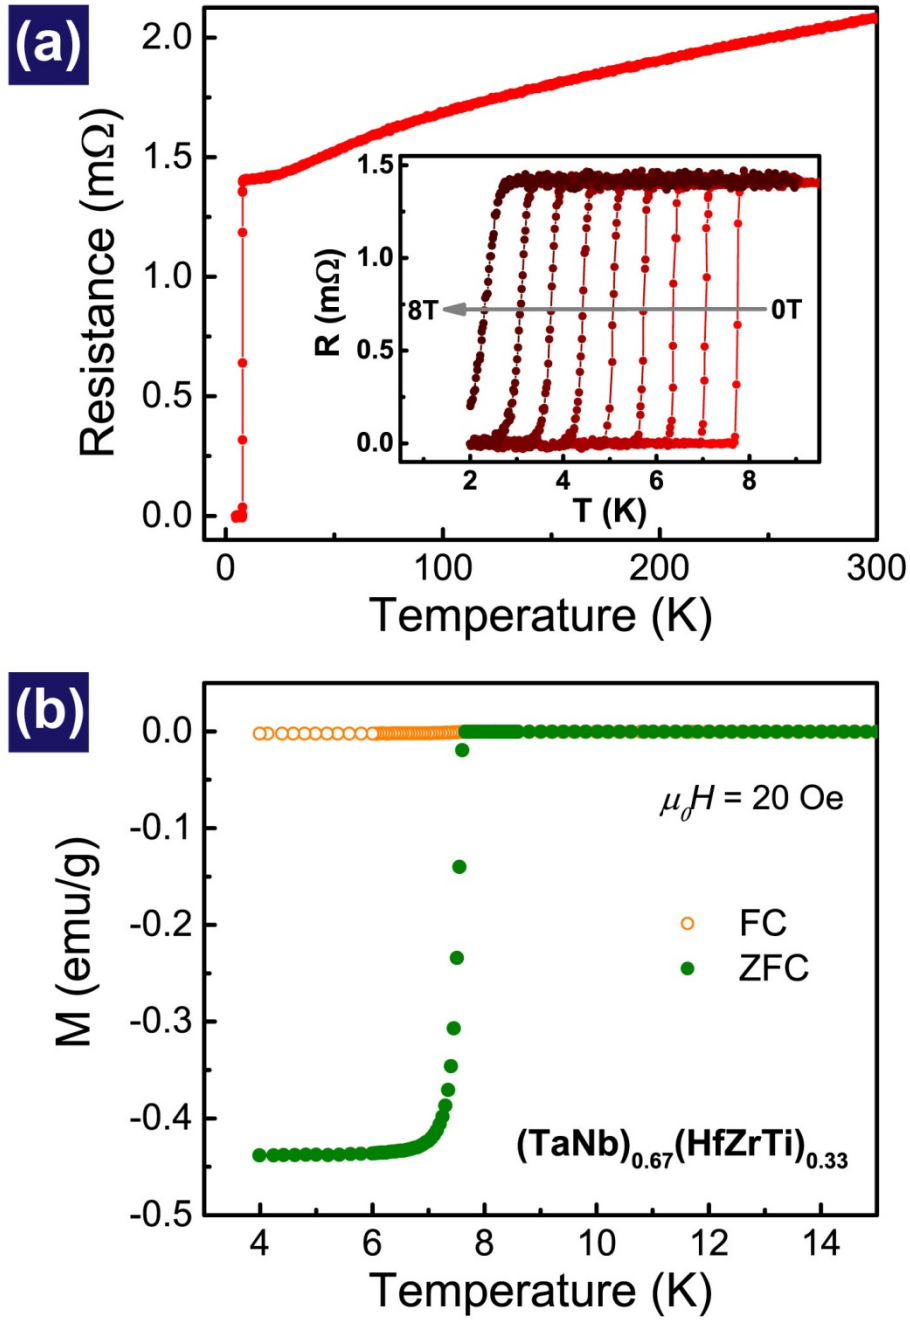 (a)
Resistance (mΩ)
2.0
1.5
1.0
0.5
0.0
0 100 200 300
Temperature (K)
R (mΩ)
1.5
1.0
0.5
0.0
8T 0T
2 4 6 8
T (K)
(b)
M (emu/g)
0.0
-0.1
-0.2
-0.3
-0.4
-0.5
μ₀H = 20 Oe
FC
ZFC
(TaNb)₀.₆₇(HfZrTi)₀.₃₃
4 6 8 10 12 14
Temperature (K)